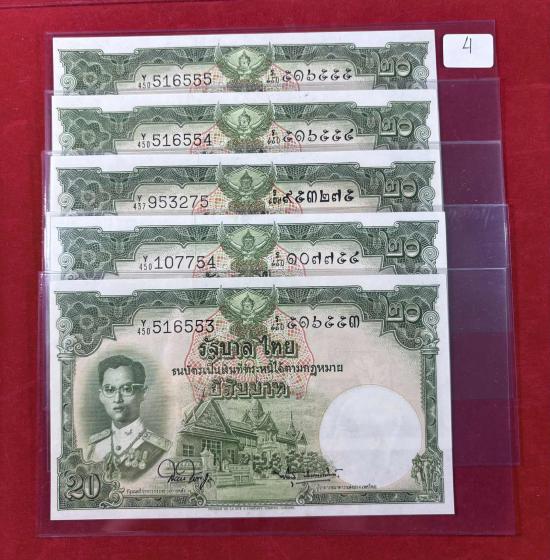 4
Y/450 516555 ๕๑๖๕๕๕ ๒๐
Y/450 516554 ๕๑๖๕๕๔ ๒๐
Y/457 953275 ๙๕๓๒๗๕ ๒๐
Y/450 107754 ๑๐๗๗๕๔ ๒๐
Y/450 516553 ๕๑๖๕๕๓ ๒๐
รัฐบาลไทย
ธนบัตรเป็นเงินที่ชำระหนี้ได้ตามกฎหมาย
ยี่สิบบาท
20